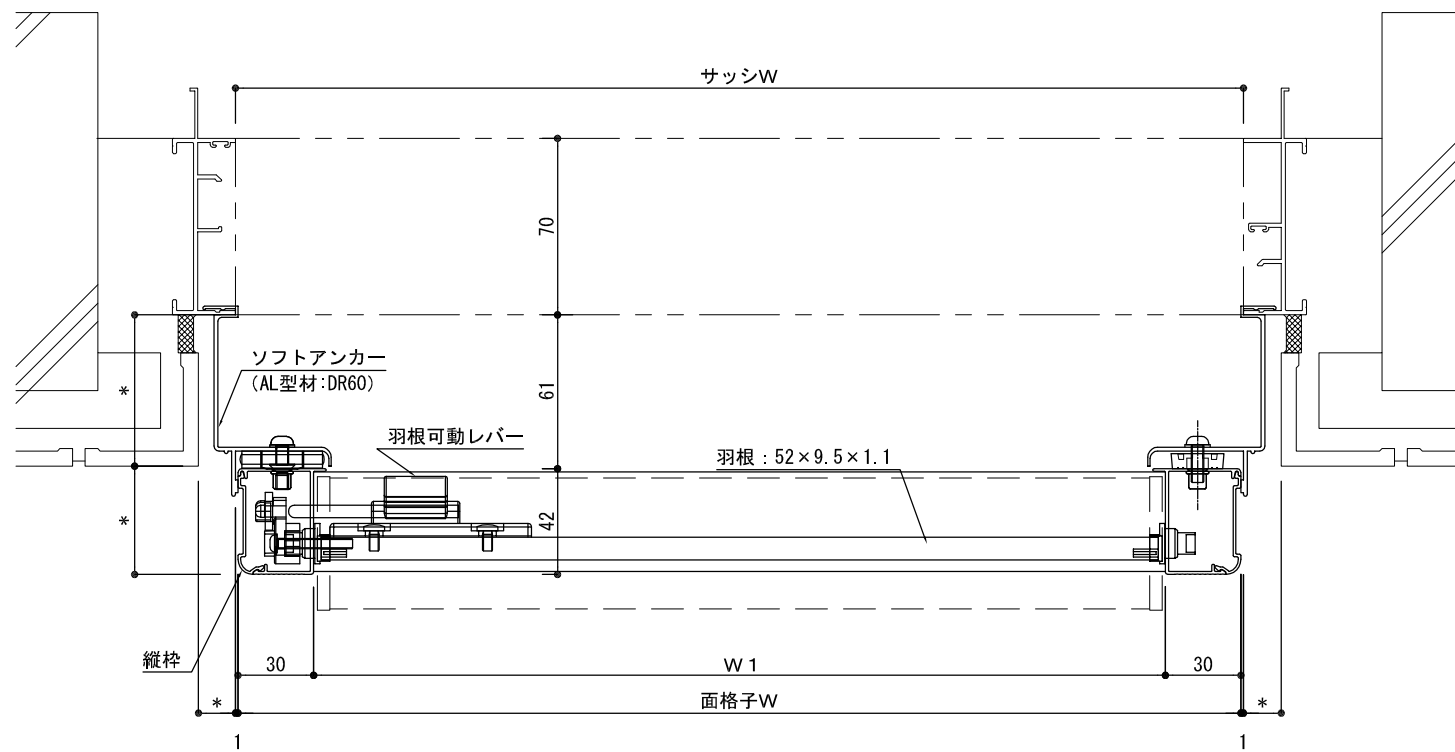 サッシW
70
ソフトアンカー
(AL型材:DR60)
*
61
羽根可動レバー
羽根：52×9.5×1.1
*
42
縦枠
30
W1
30
*
面格子W
*
1
1